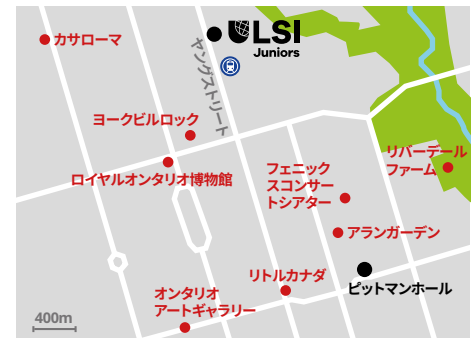 LSI
Juniors
カサローマ
ヤングストリート
ヨークビルロック
ロイヤルオンタリオ博物館
フェニック
スコンサー
トシアター
リバーデール
ファーム
アランガーデン
リトルカナダ
ピットマンホール
オンタリオ
アートギャラリー
400m